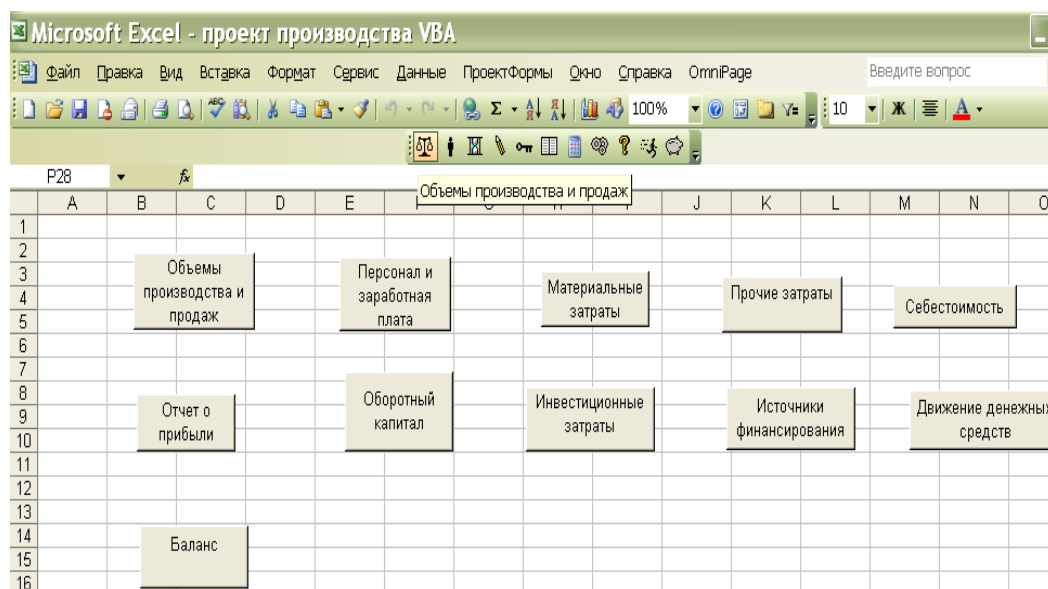 Microsoft Excel - проект производства VBA
Файл Правка Вид Вставка Формат Сервис Данные ПроектФормы Окно Справка OmniPage Введите вопрос
100% 10 Ж А
P28 fx
Объемы производства и продаж
A B C D E J K L M N O
1
2
3
4
5
6
7
8
9
10
11
12
13
14
15
16
Объемы
производства и
продаж
Персонал и
заработная
плата
Материальные
затраты
Прочие затраты
Себестоимость
Отчет о
прибыли
Оборотный
капитал
Инвестиционные
затраты
Источники
финансирования
Движение денежных
средств
Баланс